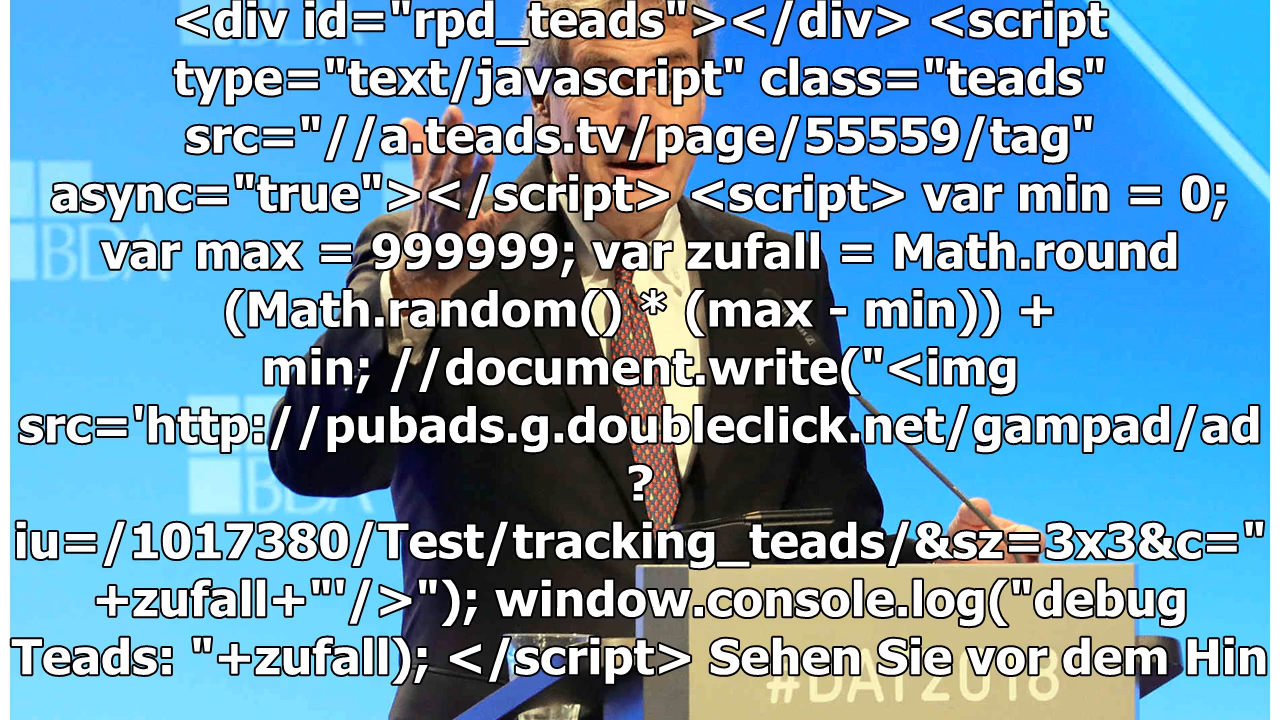 <div id="rpd_teads"></div> <script
type="text/javascript" class="teads"
src="//a.teads.tv/page/55559/tag"
async="true"></script> <script> var min = 0;
var max = 999999; var zufall = Math.round
(Math.random() * (max - min)) +
min; //document.write("<img
src='http://pubads.g.doubleclick.net/gampad/ad
?
iu=/1017380/Test/tracking_teads/&sz=3x3&c="
+zufall+"'/>"); window.console.log("debug
Teads: "+zufall); </script> Sehen Sie vor dem Hin
BDA
BDA
#DAT2018